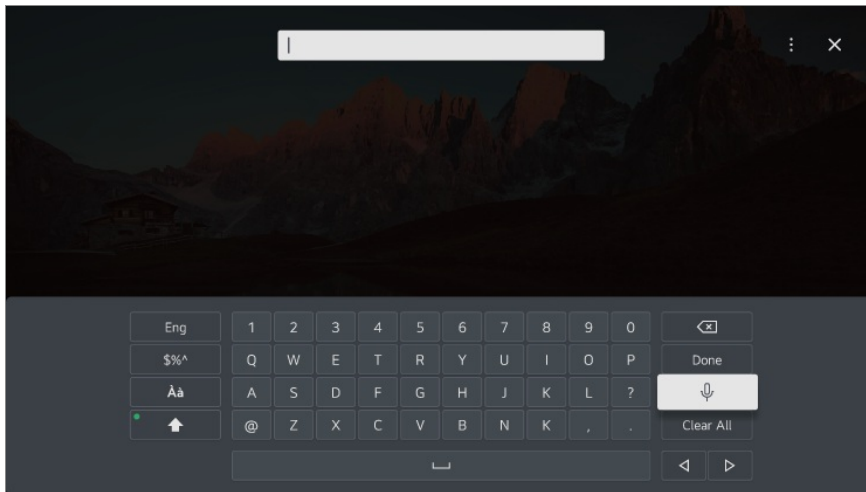 Eng 1 2 3 4 5 6 7 8 9 0
$%^ Q W E T R Y U I O P Done
Àà A S D F G H J K L ?
@ Z X C V B N K , . Clear All